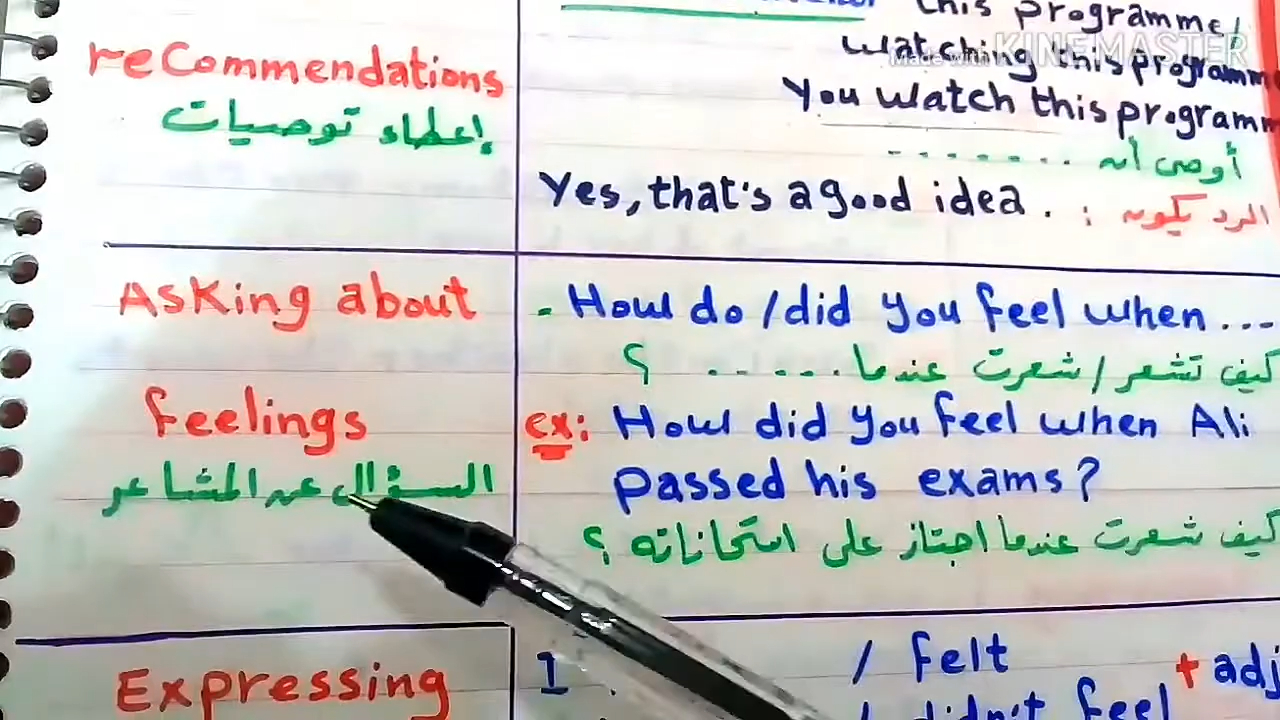 this programme/
recommendations
watching this programm
Made with KINEMASTER
You watch this programm
إعطاء توصيات
أوصى أنه .......
Yes, that's a good idea. : الرد يكون
Asking about
- How do / did you feel when ...
كيف تشعر / شعرت عندما ...... ؟
feelings
ex: How did you feel when Ali
passed his exams?
السؤال عن المشاعر
كيف شعرت عندما اجتاز على امتحاناته ؟
Expressing
I / felt + adj
/ didn't feel